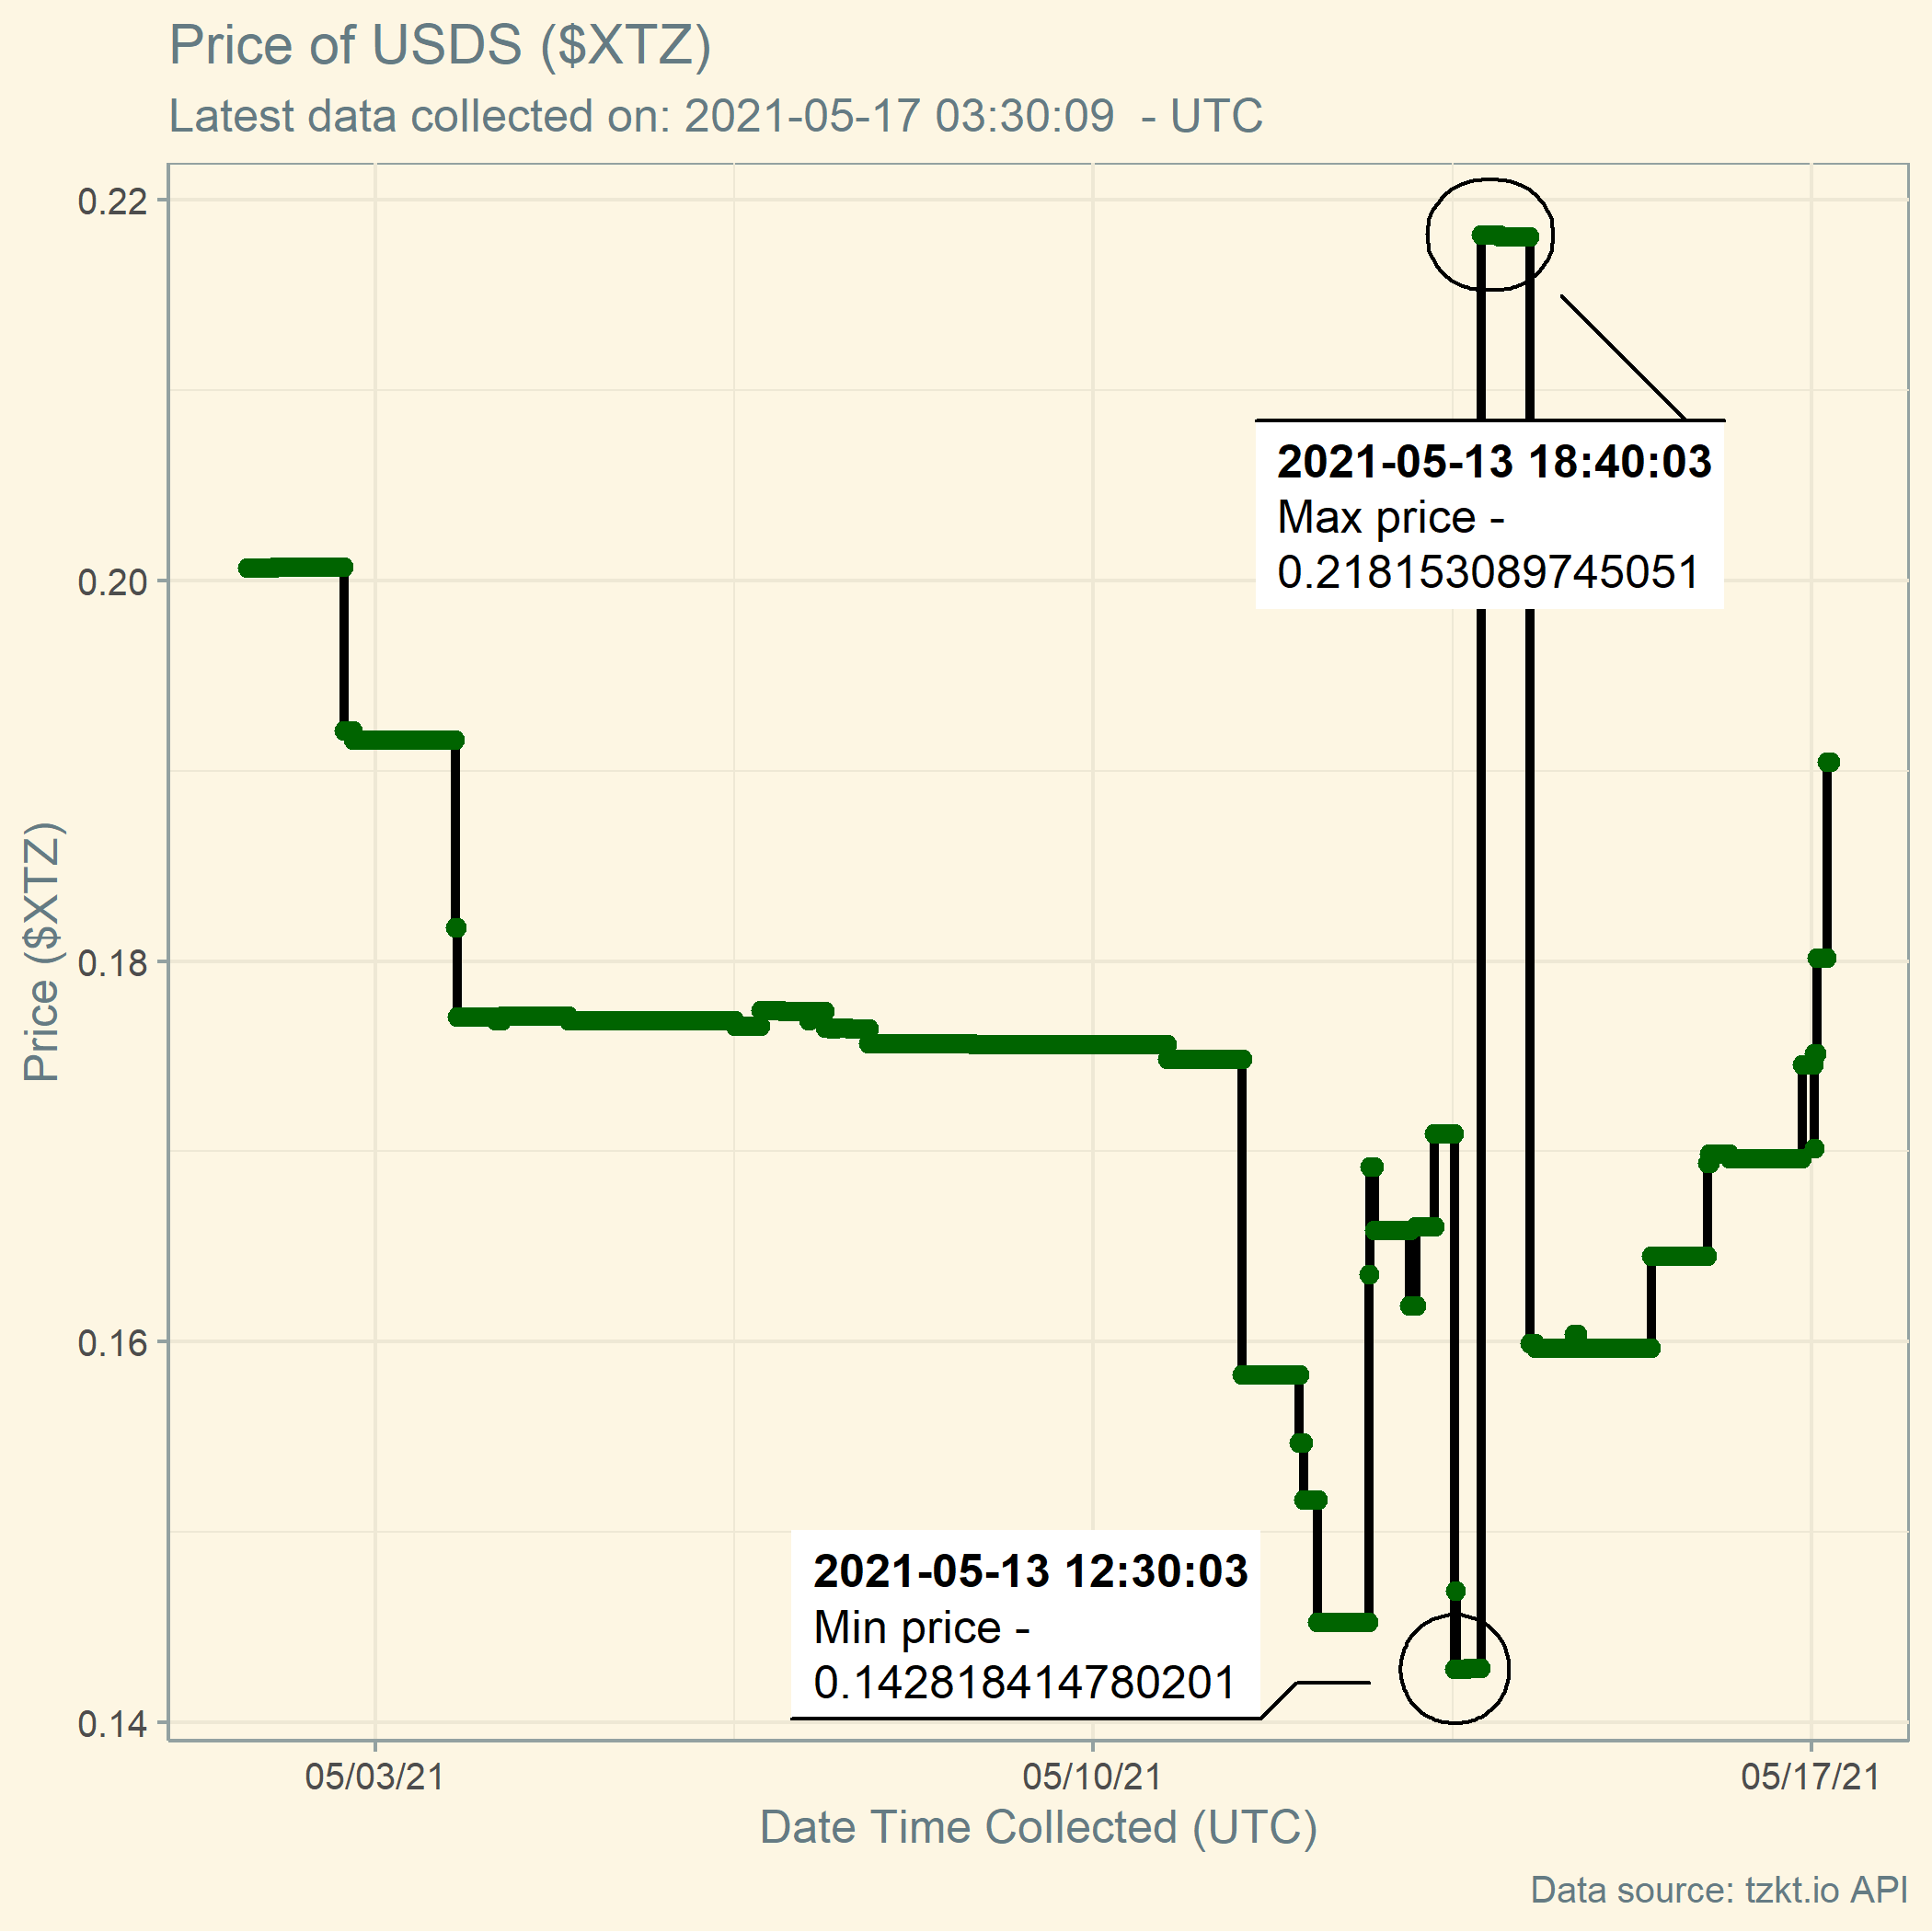 Price of USDS ($XTZ)
Latest data collected on: 2021-05-17 03:30:09  - UTC
0.22
0.20
0.18
0.16
0.14
Price ($XTZ)
2021-05-13 18:40:03
Max price -
0.218153089745051
2021-05-13 12:30:03
Min price -
0.142818414780201
05/03/21
05/10/21
05/17/21
Date Time Collected (UTC)
Data source: tzkt.io API